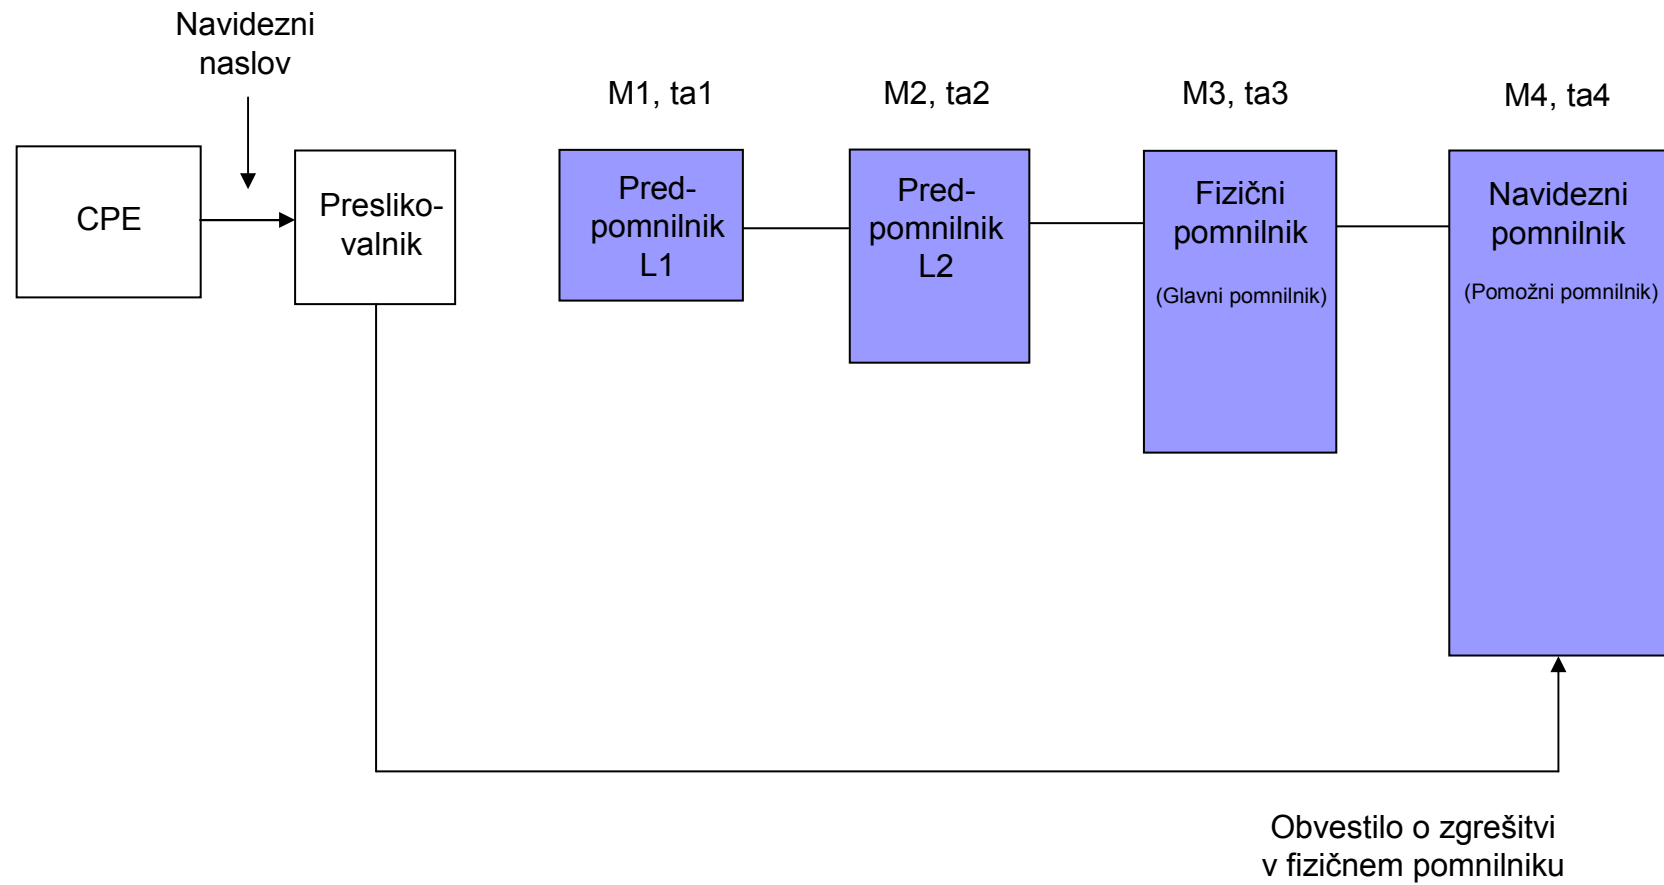 Navidezni
naslov
M1, ta1
M2, ta2
M3, ta3
M4, ta4
CPE
Presliko-
valnik
Pred-
pomnilnik
L1
Pred-
pomnilnik
L2
Fizični
pomnilnik
(Glavni pomnilnik)
Navidezni
pomnilnik
(Pomožni pomnilnik)
Obvestilo o zgrešitvi
v fizičnem pomnilniku